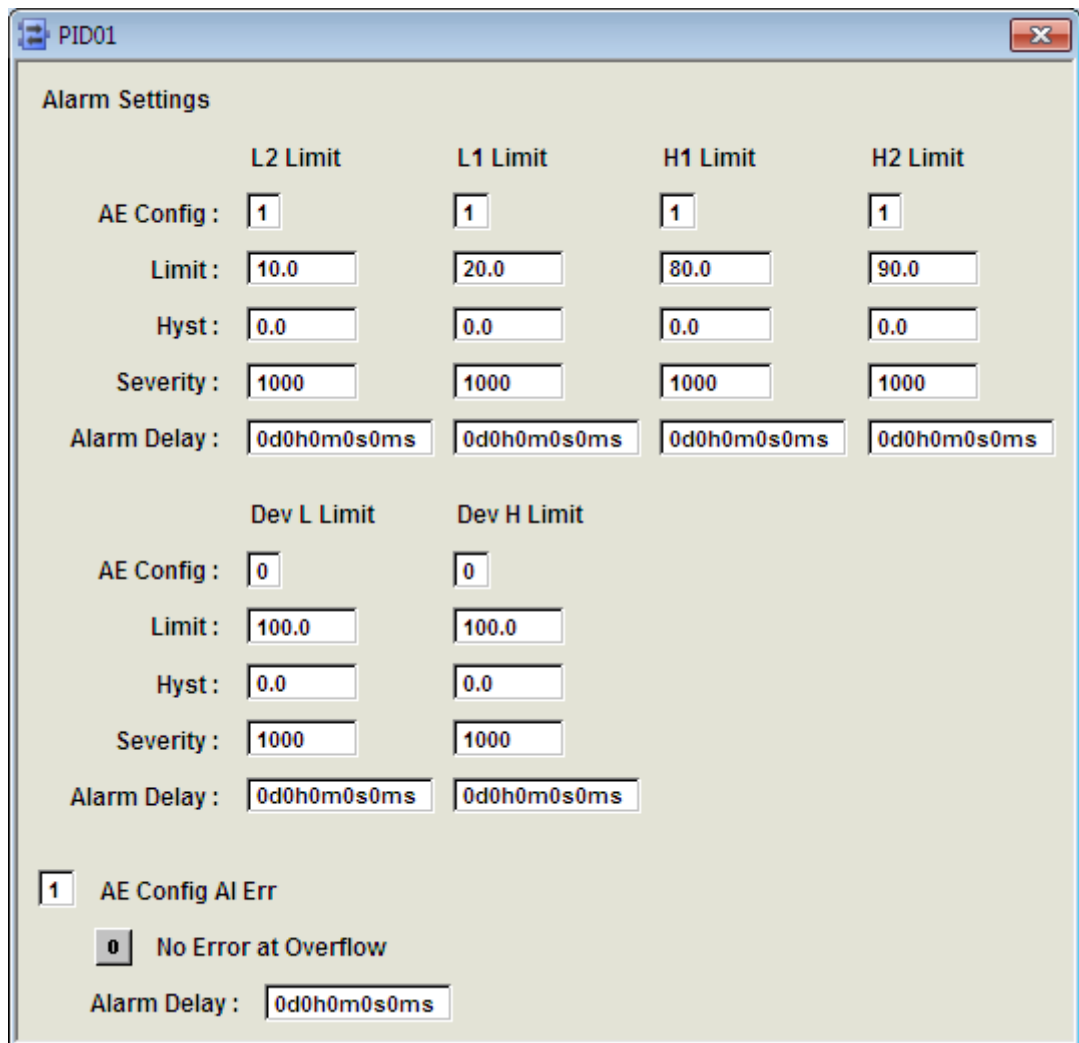 PID01
Alarm Settings
L2 Limit L1 Limit H1 Limit H2 Limit
AE Config : 1 1 1 1
Limit : 10.0 20.0 80.0 90.0
Hyst : 0.0 0.0 0.0 0.0
Severity : 1000 1000 1000 1000
Alarm Delay : 0d0h0m0s0ms 0d0h0m0s0ms 0d0h0m0s0ms 0d0h0m0s0ms
Dev L Limit Dev H Limit
AE Config : 0 0
Limit : 100.0 100.0
Hyst : 0.0 0.0
Severity : 1000 1000
Alarm Delay : 0d0h0m0s0ms 0d0h0m0s0ms
1 AE Config AI Err
0 No Error at Overflow
Alarm Delay : 0d0h0m0s0ms